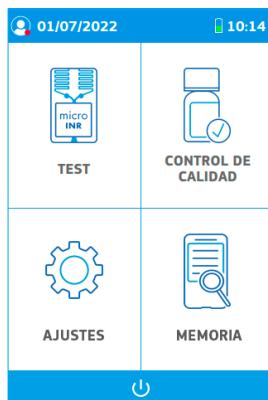 01/07/2022 10:14
micro
INR
TEST
CONTROL DE
CALIDAD
AJUSTES
MEMORIA